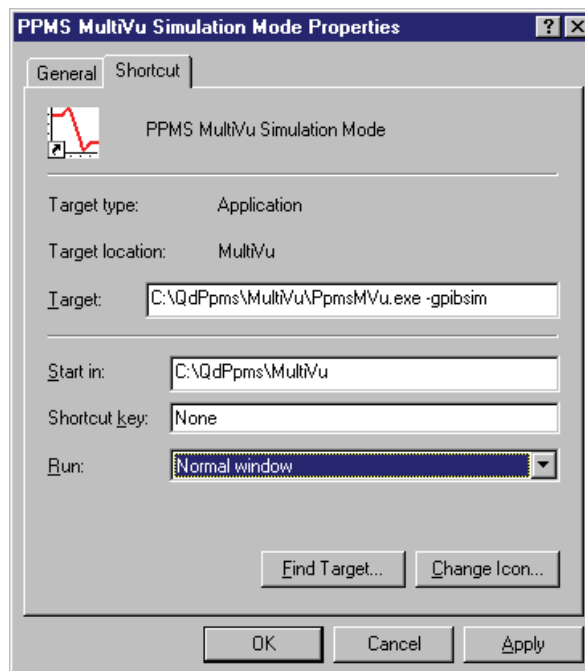 PPMS MultiVu Simulation Mode Properties
General Shortcut
PPMS MultiVu Simulation Mode
Target type: Application
Target location: MultiVu
Target: C:\QdPpms\MultiVu\PpmsMVu.exe -gpibsim
Start in: C:\QdPpms\MultiVu
Shortcut key: None
Run: Normal window
Find Target... Change Icon...
OK Cancel Apply